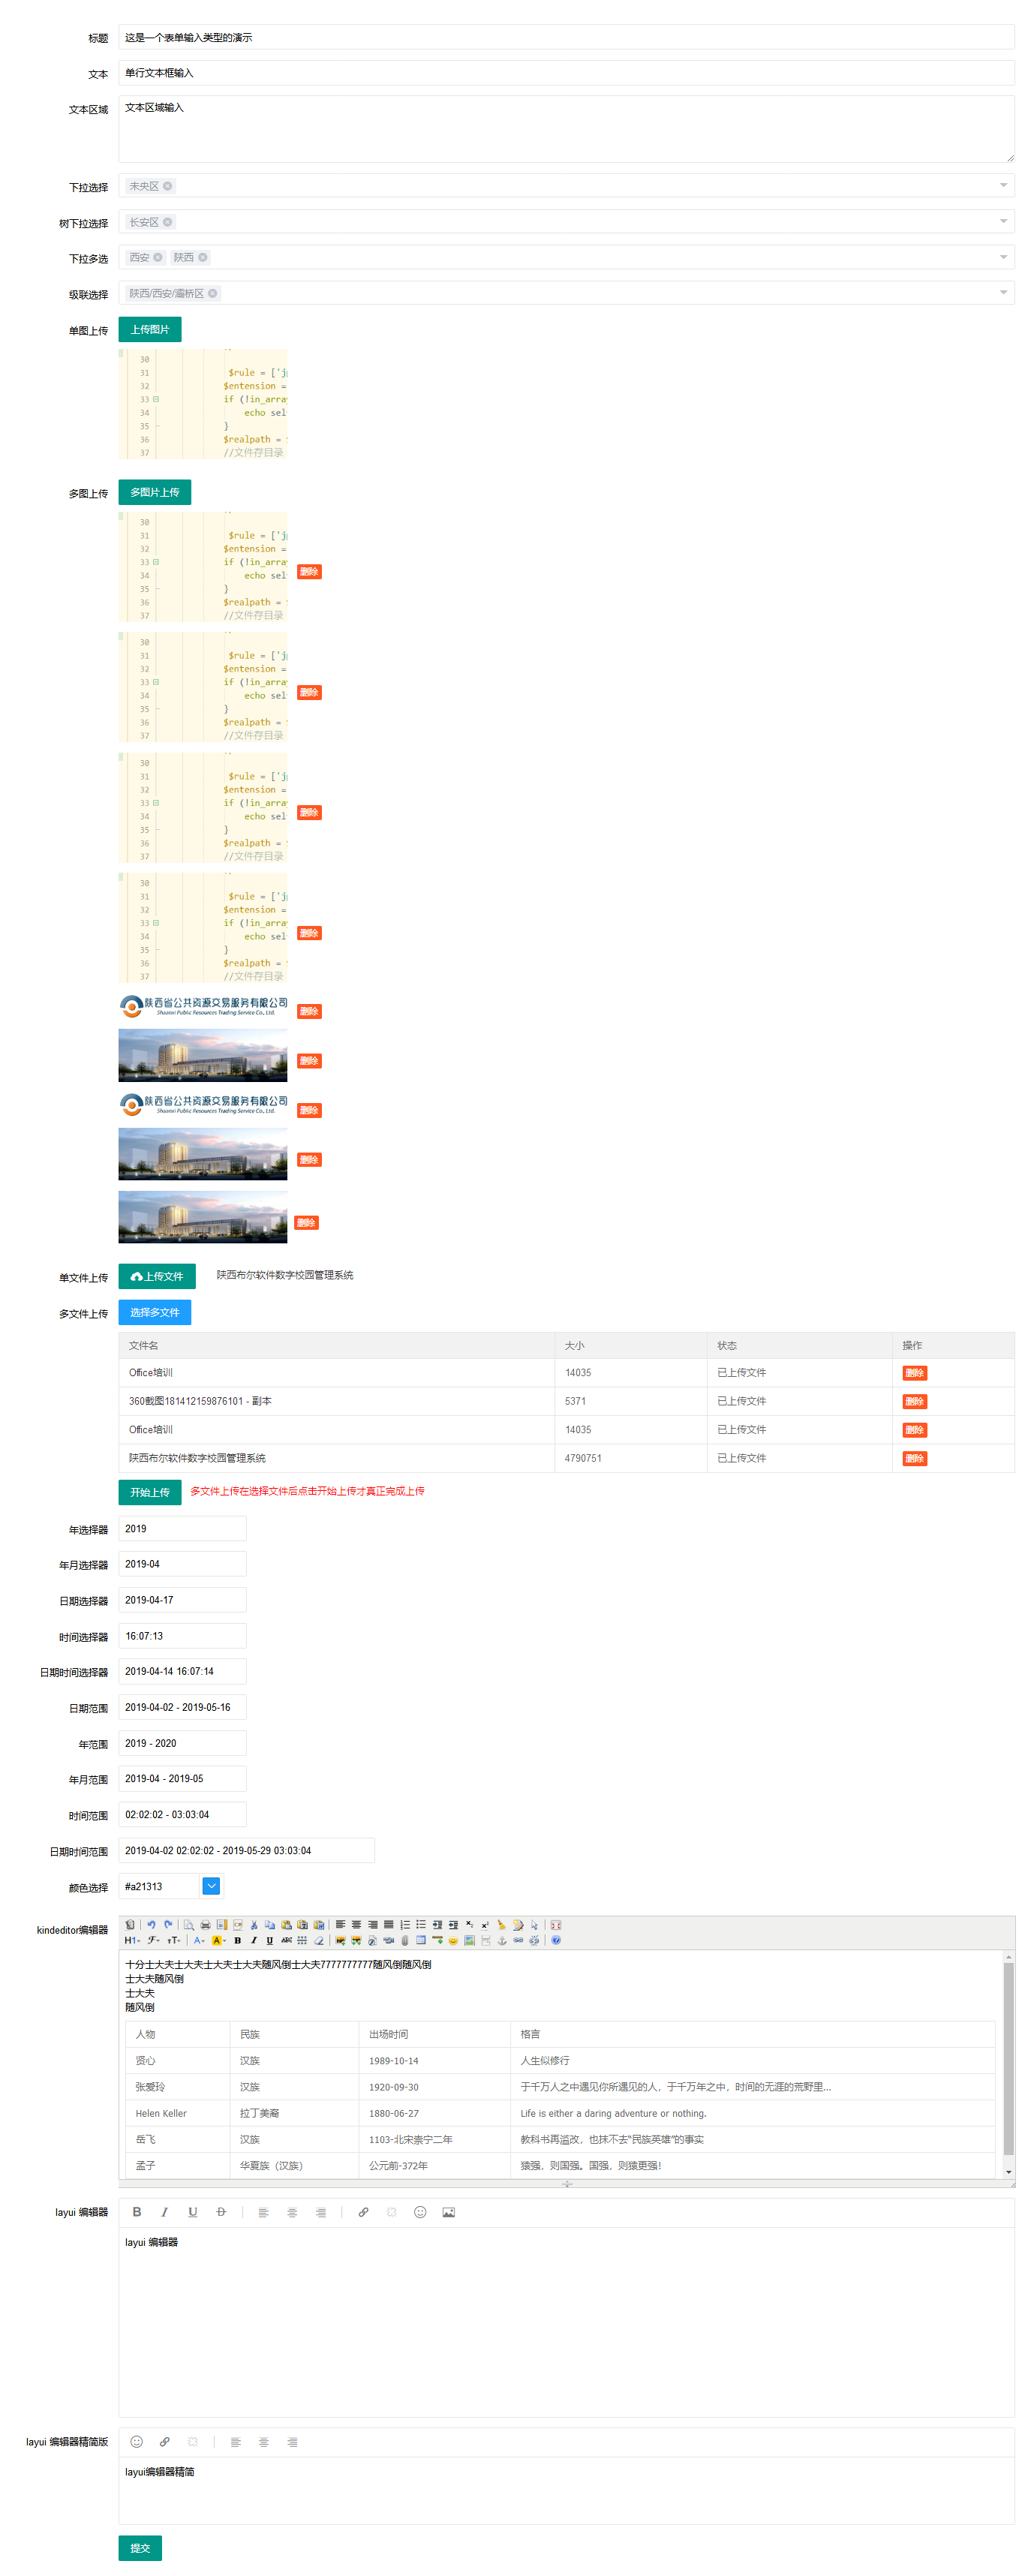 标题 这是一个表单输入类型的演示
文本 单行文本框输入
文本区域 文本区域输入
下拉选择 未央区
树下拉选择 长安区
下拉多选 西安 陕西
级联选择 陕西/西安/灞桥区
单图上传 上传图片
30
31 $rule = ['j
32 $entension =
33 if (!in_array
34 echo sel
35 }
36 $realpath =
37 //文件存目录
多图上传 多图片上传
30
31 $rule = ['j
32 $entension =
33 if (!in_array
34 echo sel
35 }
36 $realpath =
37 //文件存目录
删除
30
31 $rule = ['j
32 $entension =
33 if (!in_array
34 echo sel
35 }
36 $realpath =
37 //文件存目录
删除
30
31 $rule = ['j
32 $entension =
33 if (!in_array
34 echo sel
35 }
36 $realpath =
37 //文件存目录
删除
30
31 $rule = ['j
32 $entension =
33 if (!in_array
34 echo sel
35 }
36 $realpath =
37 //文件存目录
删除
陕西省公共资源交易服务有限公司
Shaanxi Public Resources Trading Service Co., Ltd.
删除
删除
陕西省公共资源交易服务有限公司
Shaanxi Public Resources Trading Service Co., Ltd.
删除
删除
删除
单文件上传 上传文件 陕西布尔软件数字校园管理系统
多文件上传 选择多文件
文件名 大小 状态 操作
Office培训 14035 已上传文件 删除
360截图181412159876101 - 副本 5371 已上传文件 删除
Office培训 14035 已上传文件 删除
陕西布尔软件数字校园管理系统 4790751 已上传文件 删除
开始上传 多文件上传在选择文件后点击开始上传才真正完成上传
年选择器 2019
年月选择器 2019-04
日期选择器 2019-04-17
时间选择器 16:07:13
日期时间选择器 2019-04-14 16:07:14
日期范围 2019-04-02 - 2019-05-16
年范围 2019 - 2020
年月范围 2019-04 - 2019-05
时间范围 02:02:02 - 03:03:04
日期时间范围 2019-04-02 02:02:02 - 2019-05-29 03:03:04
颜色选择 #a21313
kindeditor编辑器
十分士大夫士大夫士大夫士大夫随风倒士大夫7777777777随风倒随风倒
士大夫随风倒
士大夫
随风倒
人物 民族 出场时间 格言
贤心 汉族 1989-10-14 人生似修行
张爱玲 汉族 1920-09-30 于千万人之中遇见你所遇见的人，于千万年之中，时间的无涯的荒野里...
Helen Keller 拉丁美裔 1880-06-27 Life is either a daring adventure or nothing.
岳飞 汉族 1103-北宋崇宁二年 教科书再滥改，也抹不去“民族英雄”的事实
孟子 华夏族（汉族） 公元前-372年 猿强，则国强。国强，则猿更强！
layui 编辑器
layui 编辑器
layui 编辑器精简版
layui编辑器精简
提交